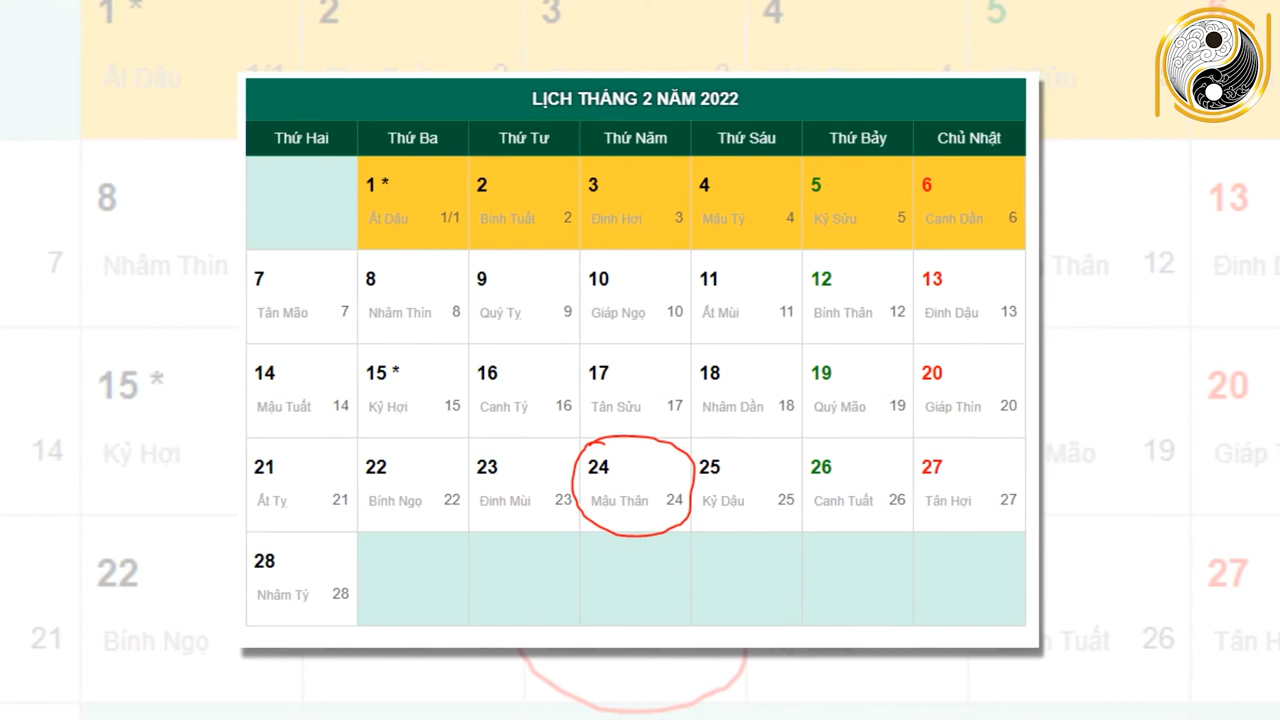 LỊCH THÁNG 2 NĂM 2022
Thứ Hai Thứ Ba Thứ Tư Thứ Năm Thứ Sáu Thứ Bảy Chủ Nhật
1 * 2 3 4 5 6
Ất Dậu 1/1 Bính Tuất 2 Đinh Hợi 3 Mậu Tý 4 Kỷ Sửu 5 Canh Dần 6
7 8 9 10 11 12 13
Tân Mão 7 Nhâm Thìn 8 Quý Tỵ 9 Giáp Ngọ 10 Ất Mùi 11 Bính Thân 12 Đinh Dậu 13
14 15 * 16 17 18 19 20
Mậu Tuất 14 Kỷ Hợi 15 Canh Tý 16 Tân Sửu 17 Nhâm Dần 18 Quý Mão 19 Giáp Thìn 20
21 22 23 24 25 26 27
Ất Tỵ 21 Bính Ngọ 22 Đinh Mùi 23 Mậu Thân 24 Kỷ Dậu 25 Canh Tuất 26 Tân Hợi 27
28
Nhâm Tý 28